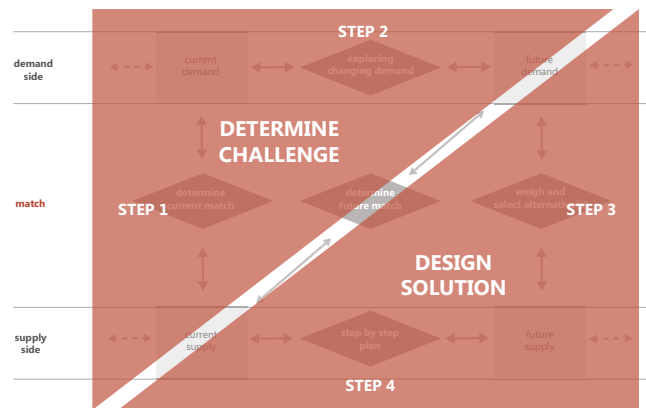 STEP 2
demand
side
current
demand
exploring
changing demand
future
demand
DETERMINE
CHALLENGE
match
STEP 1
determine
current match
determine
future match
weigh and
select alternative
STEP 3
DESIGN
SOLUTION
supply
side
current
supply
step by step
plan
future
supply
STEP 4